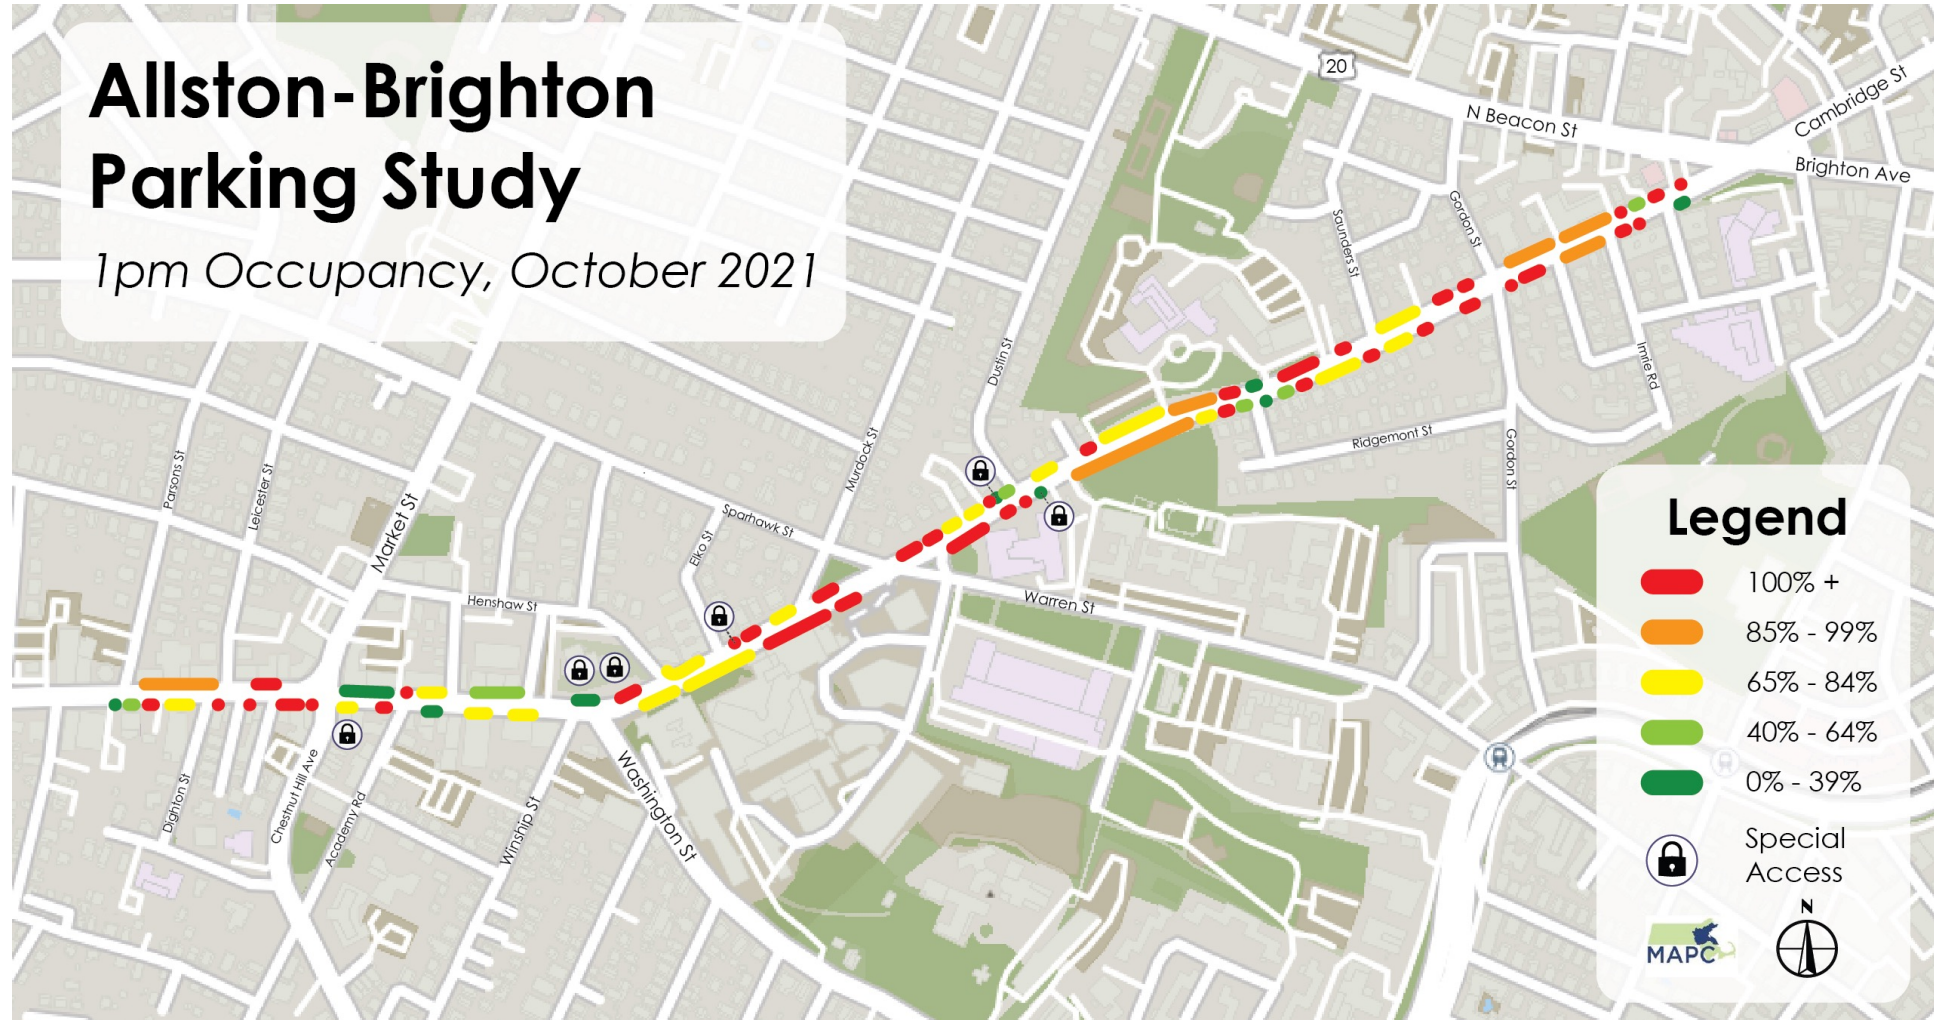 Allston-Brighton
Parking Study
1pm Occupancy, October 2021
20
N Beacon St
Cambridge St
Brighton Ave
Gordon St
Saunders St
Imrie Rd
Dustin St
Ridgemont St
Gordon St
Murdock St
Parsons St
Leicester St
Market St
Sparhawk St
Elko St
Henshaw St
Warren St
Dighton St
Chestnut Hill Ave
Academy Rd
Winship St
Washington St
Legend
100% +
85% - 99%
65% - 84%
40% - 64%
0% - 39%
Special
Access
N
MAPC